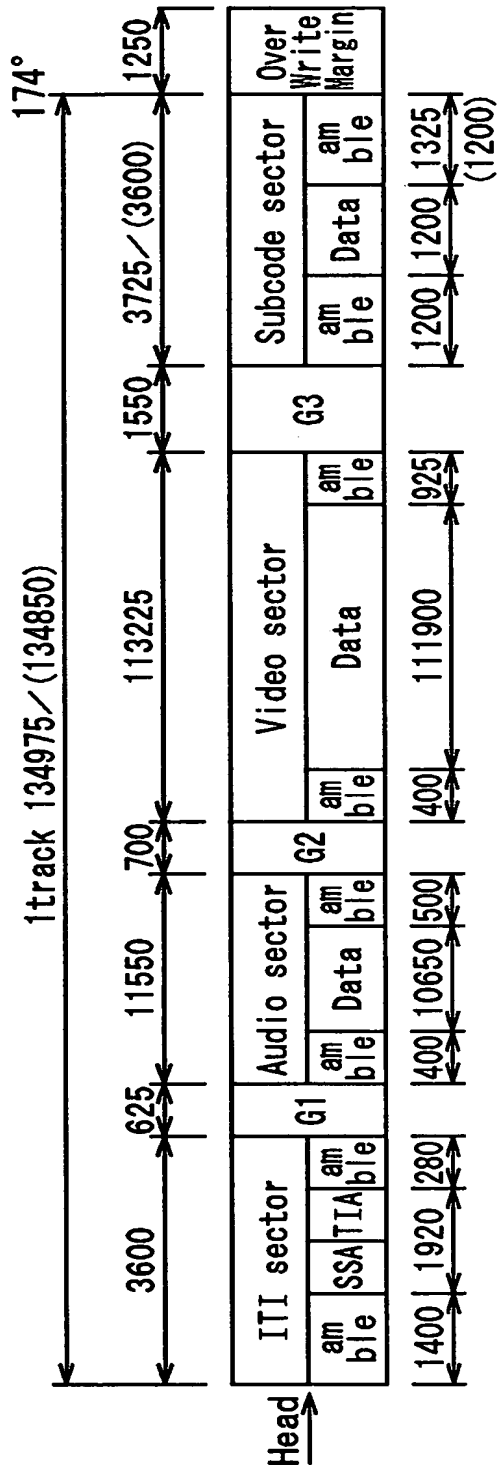 174°
1track 134975/(134850)
3600
625
11550
700
113225
1550
3725/(3600)
1250
Head
ITI sector
G1
Audio sector
G2
Video sector
G3
Subcode sector
Over
Write
Margin
am
ble
SSA
TIA
am
ble
am
ble
Data
am
ble
am
ble
Data
am
ble
am
ble
Data
am
ble
1400
1920
280
400
10650
500
400
111900
925
1200
1200
1325
(1200)